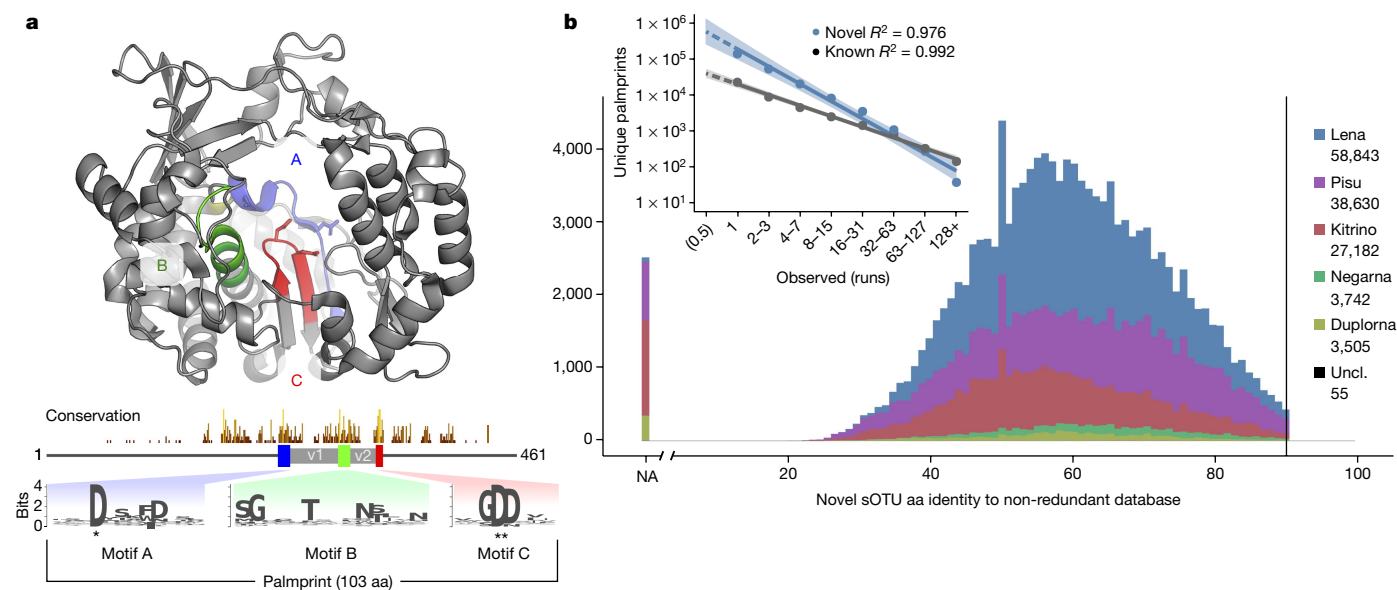 a
A
B
C
Conservation
1
v1
v2
461
Bits
4
2
0
D
S F D
SG T NS N
GDD
*
**
Motif A
Motif B
Motif C
Palmprint (103 aa)
b
Unique palmprints
1 × 10⁶
1 × 10⁵
1 × 10⁴
1 × 10³
1 × 10²
1 × 10¹
Novel R² = 0.976
Known R² = 0.992
(0.5)
1
2–3
4–7
8–15
16–31
32–63
63–127
128+
Observed (runs)
4,000
3,000
2,000
1,000
0
NA
20
40
60
80
100
Novel sOTU aa identity to non-redundant database
Lena
58,843
Pisu
38,630
Kitrino
27,182
Negarna
3,742
Duplorna
3,505
Uncl.
55